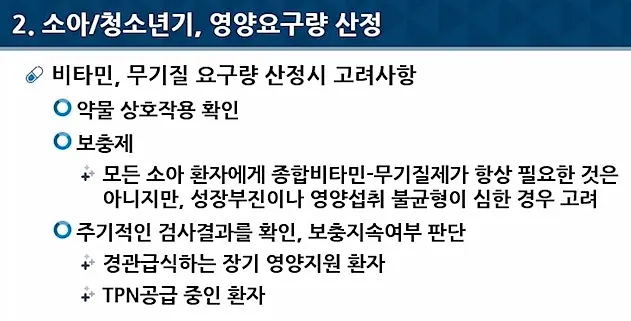 2. 소아/청소년기, 영양요구량 산정
비타민, 무기질 요구량 산정시 고려사항
약물 상호작용 확인
보충제
모든 소아 환자에게 종합비타민-무기질제가 항상 필요한 것은
아니지만, 성장부진이나 영양섭취 불균형이 심한 경우 고려
주기적인 검사결과를 확인, 보충지속여부 판단
경관급식하는 장기 영양지원 환자
TPN공급 중인 환자